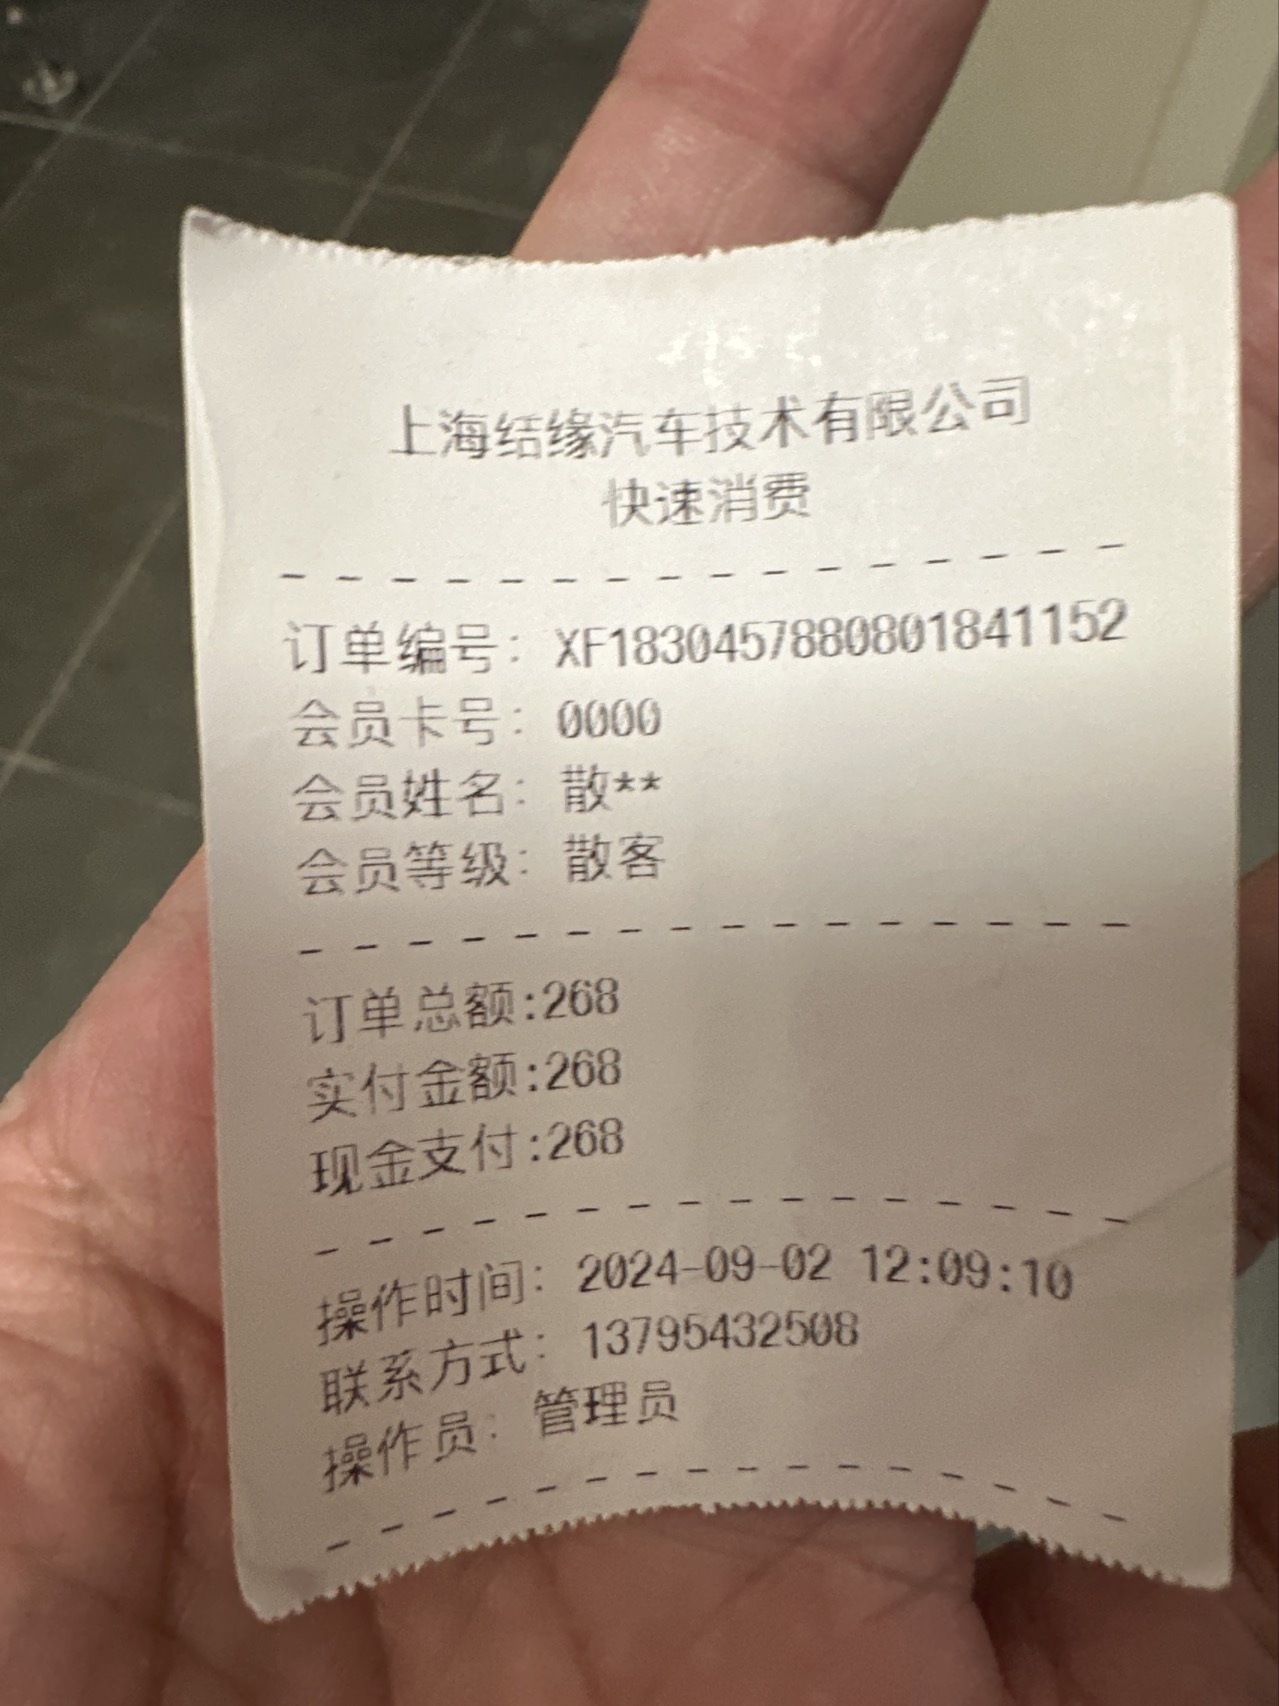 上海结缘汽车技术有限公司
快速消费
订单编号：XF1830457880801841152
会员卡号：0000
会员姓名：散**
会员等级：散客
订单总额:268
实付金额:268
现金支付:268
操作时间：2024-09-02 12:09:10
联系方式：13795432508
操作员：管理员